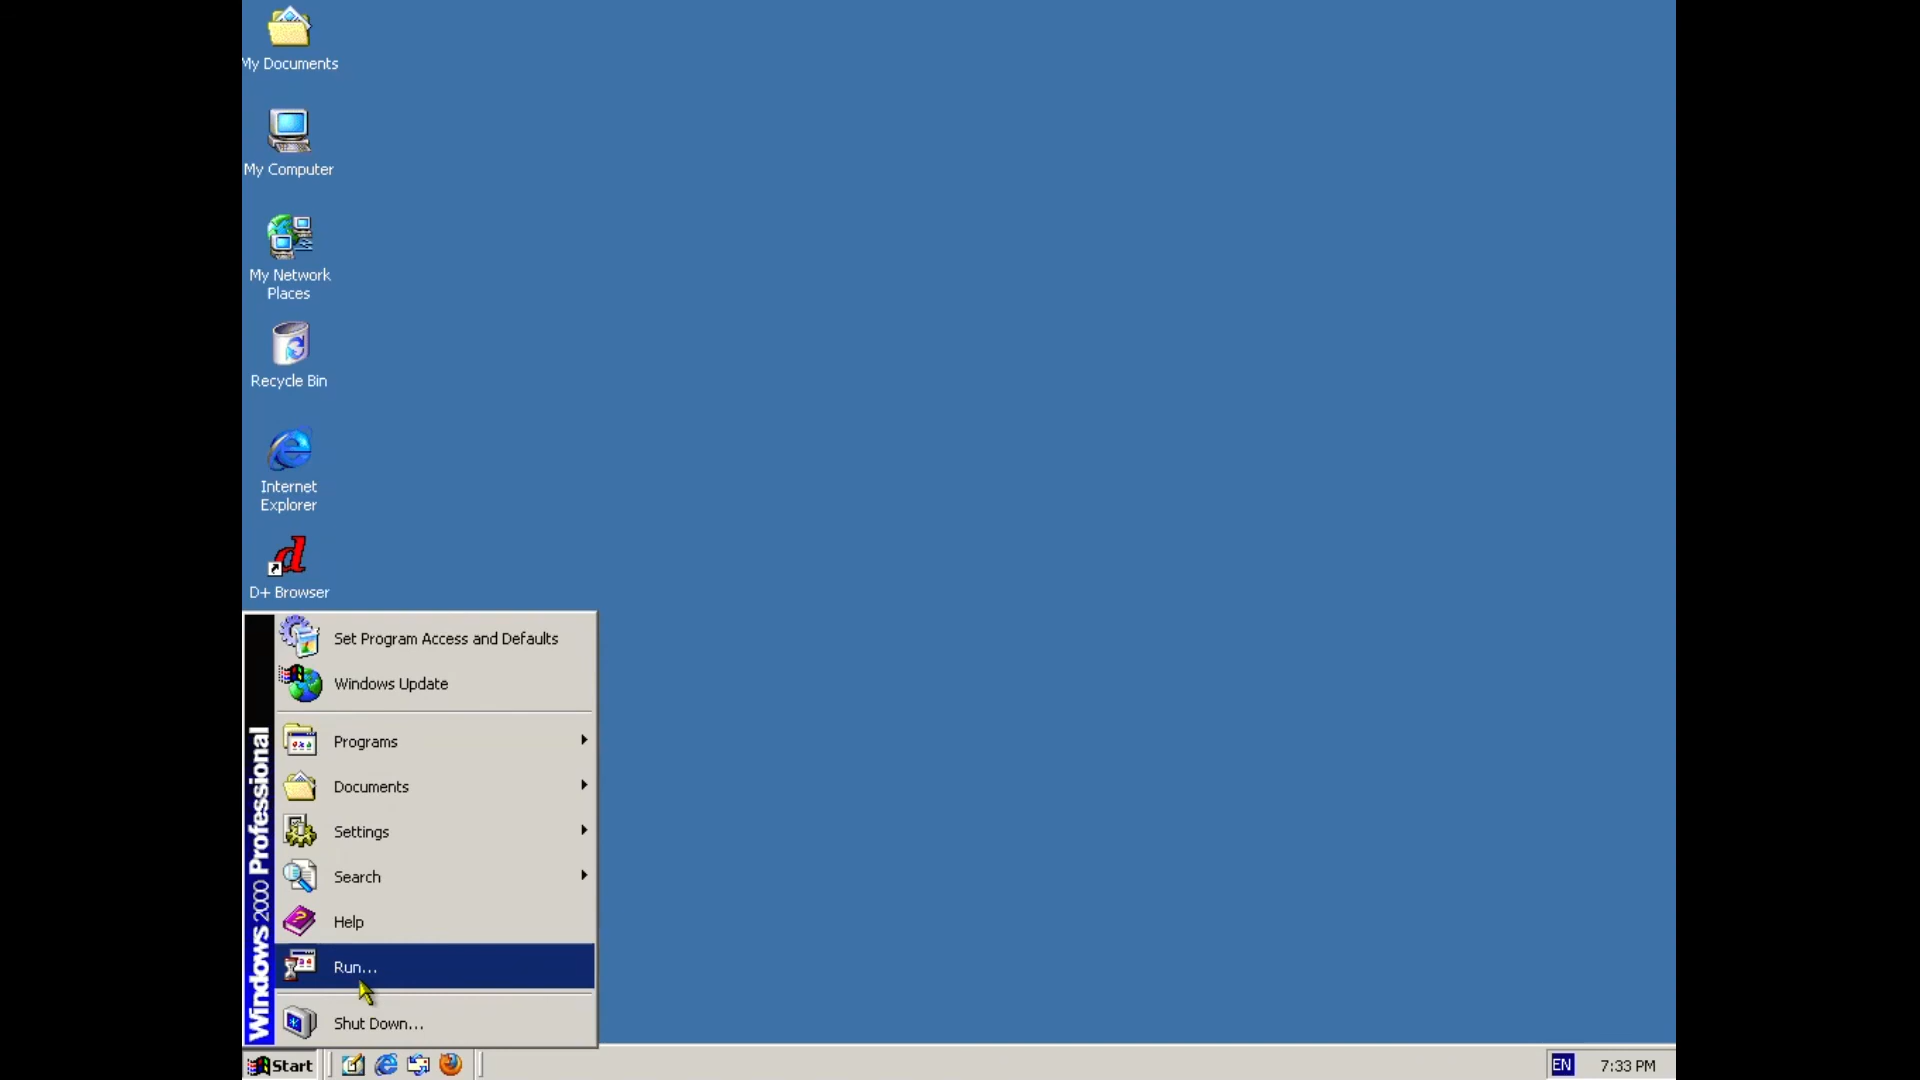 My Documents
My Computer
My Network
Places
Recycle Bin
Internet
Explorer
d
D+ Browser
Set Program Access and Defaults
Windows Update
Programs
Documents
Settings
Search
Help
Run...
Shut Down...
Windows 2000 Professional
Start
EN
7:33 PM